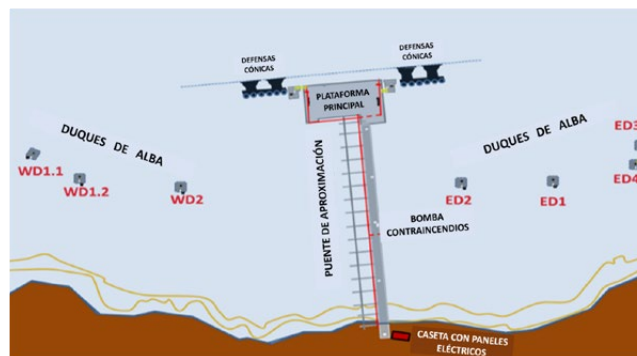 DEFENSAS
CÓNICAS
DEFENSAS
CÓNICAS
PLATAFORMA
PRINCIPAL
DUQUES DE ALBA
DUQUES DE ALBA
WD1.1
WD1.2
WD2
PUENTE DE APROXIMACIÓN
ED3
ED4
ED2
ED1
BOMBA
CONTRAINCENDIOS
CASETA CON PANELES
ELÉCTRICOS